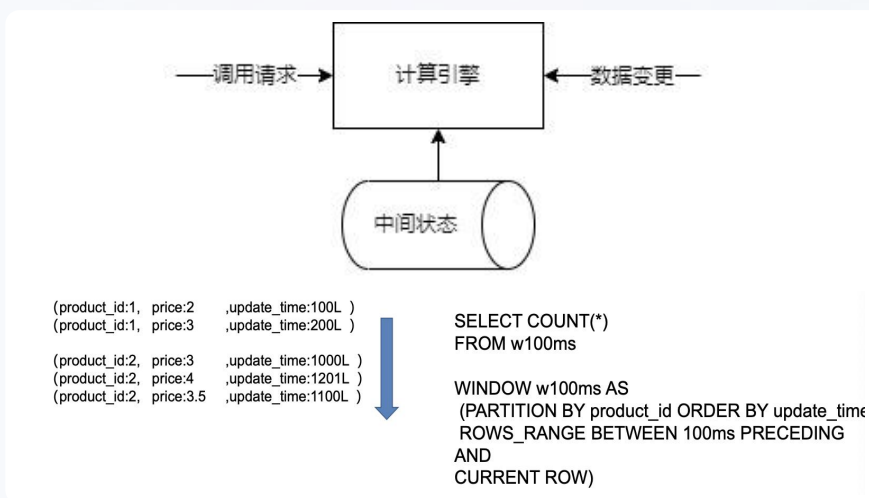 调用请求
计算引擎
数据变更
中间状态
(product_id:1, price:2 ,update_time:100L )
(product_id:1, price:3 ,update_time:200L )
(product_id:2, price:3 ,update_time:1000L )
(product_id:2, price:4 ,update_time:1201L )
(product_id:2, price:3.5 ,update_time:1100L )
SELECT COUNT(*)
FROM w100ms
WINDOW w100ms AS
(PARTITION BY product_id ORDER BY update_time
ROWS_RANGE BETWEEN 100ms PRECEDING
AND
CURRENT ROW)